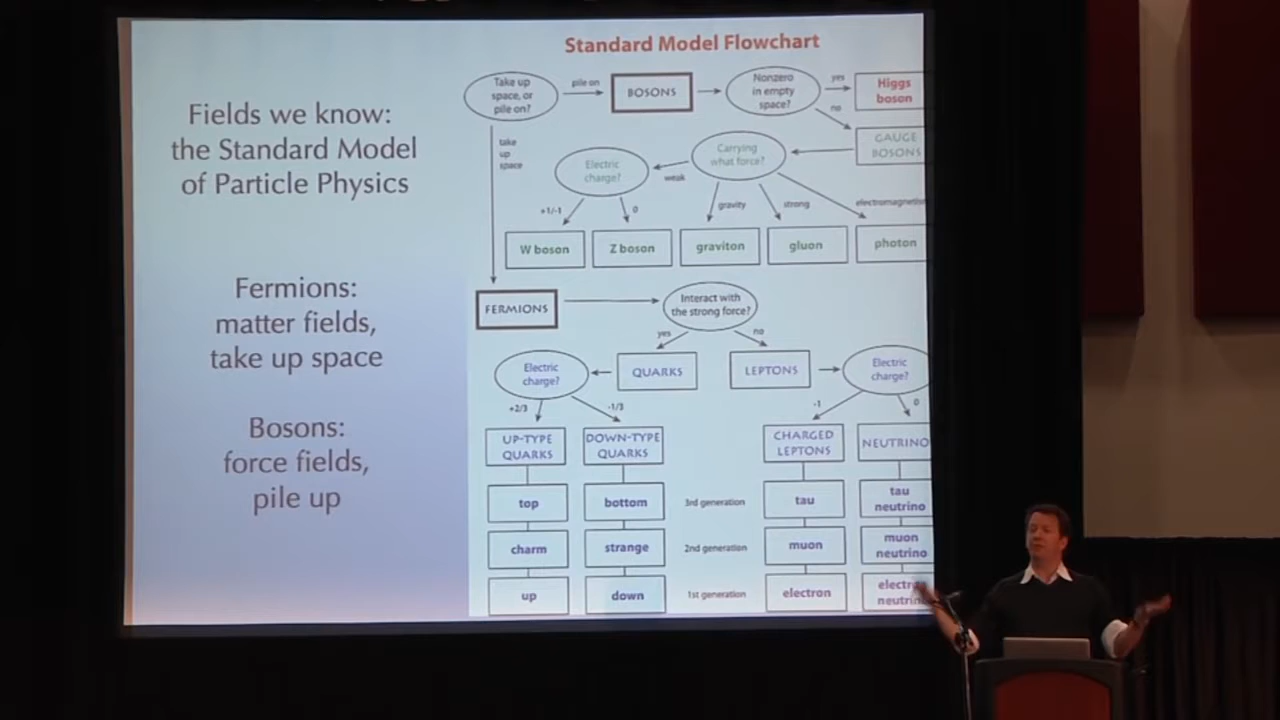 Standard Model Flowchart
Fields we know:
the Standard Model
of Particle Physics
Fermions:
matter fields,
take up space
Bosons:
force fields,
pile up
Take up
space, or
pile on?
pile on
BOSONS
Nonzero
in empty
space?
yes
Higgs
boson
no
GAUGE
BOSONS
take
up
space
Carrying
what force?
Electric
charge?
weak
+1/-1
0
gravity
strong
electromagnetis
W boson
Z boson
graviton
gluon
photon
FERMIONS
Interact with
the strong force?
yes
no
Electric
charge?
QUARKS
LEPTONS
Electric
charge?
+2/3
-1/3
-1
0
UP-TYPE
QUARKS
DOWN-TYPE
QUARKS
CHARGED
LEPTONS
NEUTRINO
top
bottom
3rd generation
tau
tau
neutrino
charm
strange
2nd generation
muon
muon
neutrino
up
down
1st generation
electron
electr
neutrin